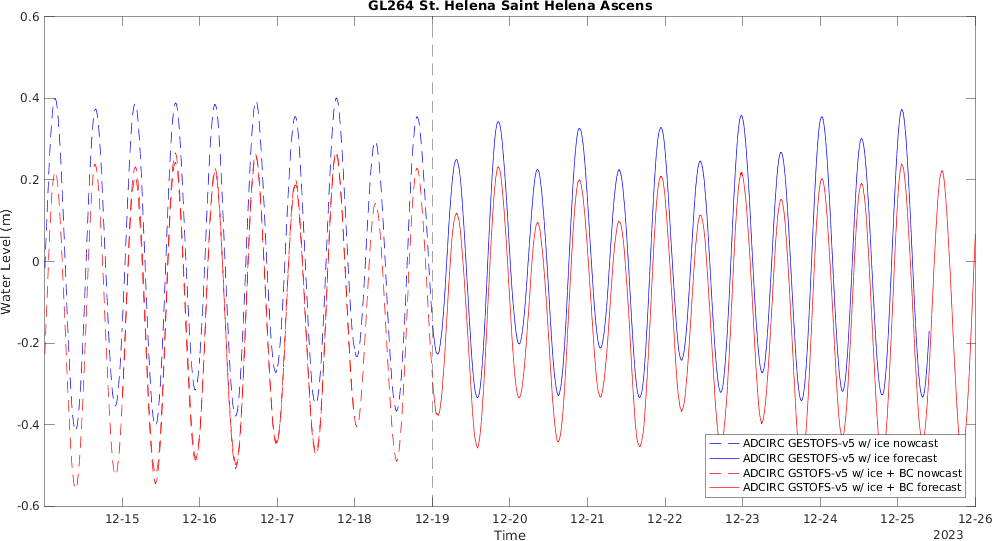 GL264 St. Helena Saint Helena Ascens
0.6
0.4
0.2
0
-0.2
-0.4
-0.6
Water Level (m)
ADCIRC GESTOFS-v5 w/ ice nowcast
ADCIRC GESTOFS-v5 w/ ice forecast
ADCIRC GSTOFS-v5 w/ ice + BC nowcast
ADCIRC GSTOFS-v5 w/ ice + BC forecast
12-15 12-16 12-17 12-18 12-19 12-20 12-21 12-22 12-23 12-24 12-25 12-26
Time
2023